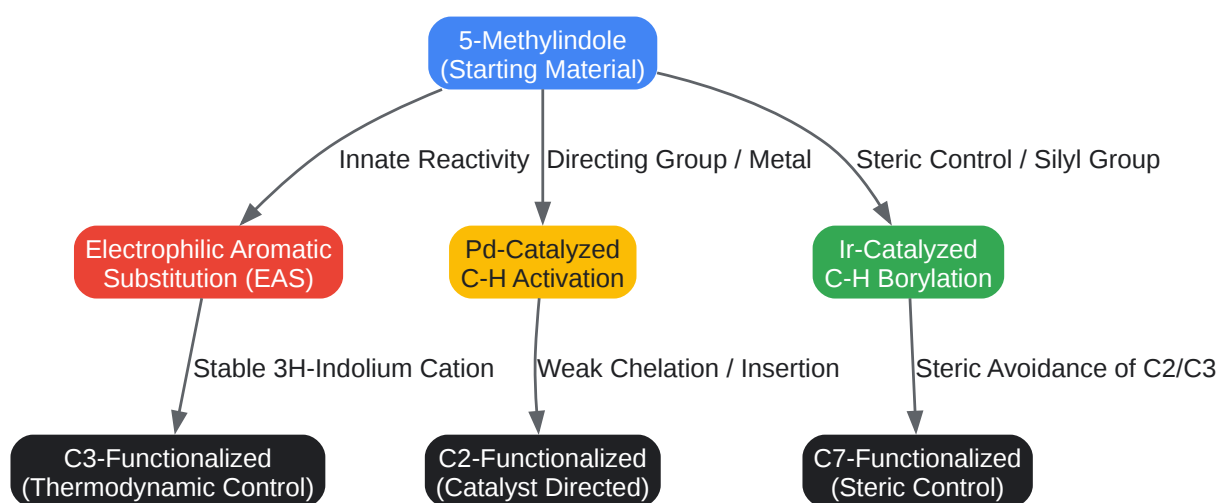 5-Methylindole
(Starting Material)
Innate Reactivity
Directing Group / Metal
Steric Control / Silyl Group
Electrophilic Aromatic
Substitution (EAS)
Pd-Catalyzed
C-H Activation
Ir-Catalyzed
C-H Borylation
Stable 3H-Indolium Cation
Weak Chelation / Insertion
Steric Avoidance of C2/C3
C3-Functionalized
(Thermodynamic Control)
C2-Functionalized
(Catalyst Directed)
C7-Functionalized
(Steric Control)